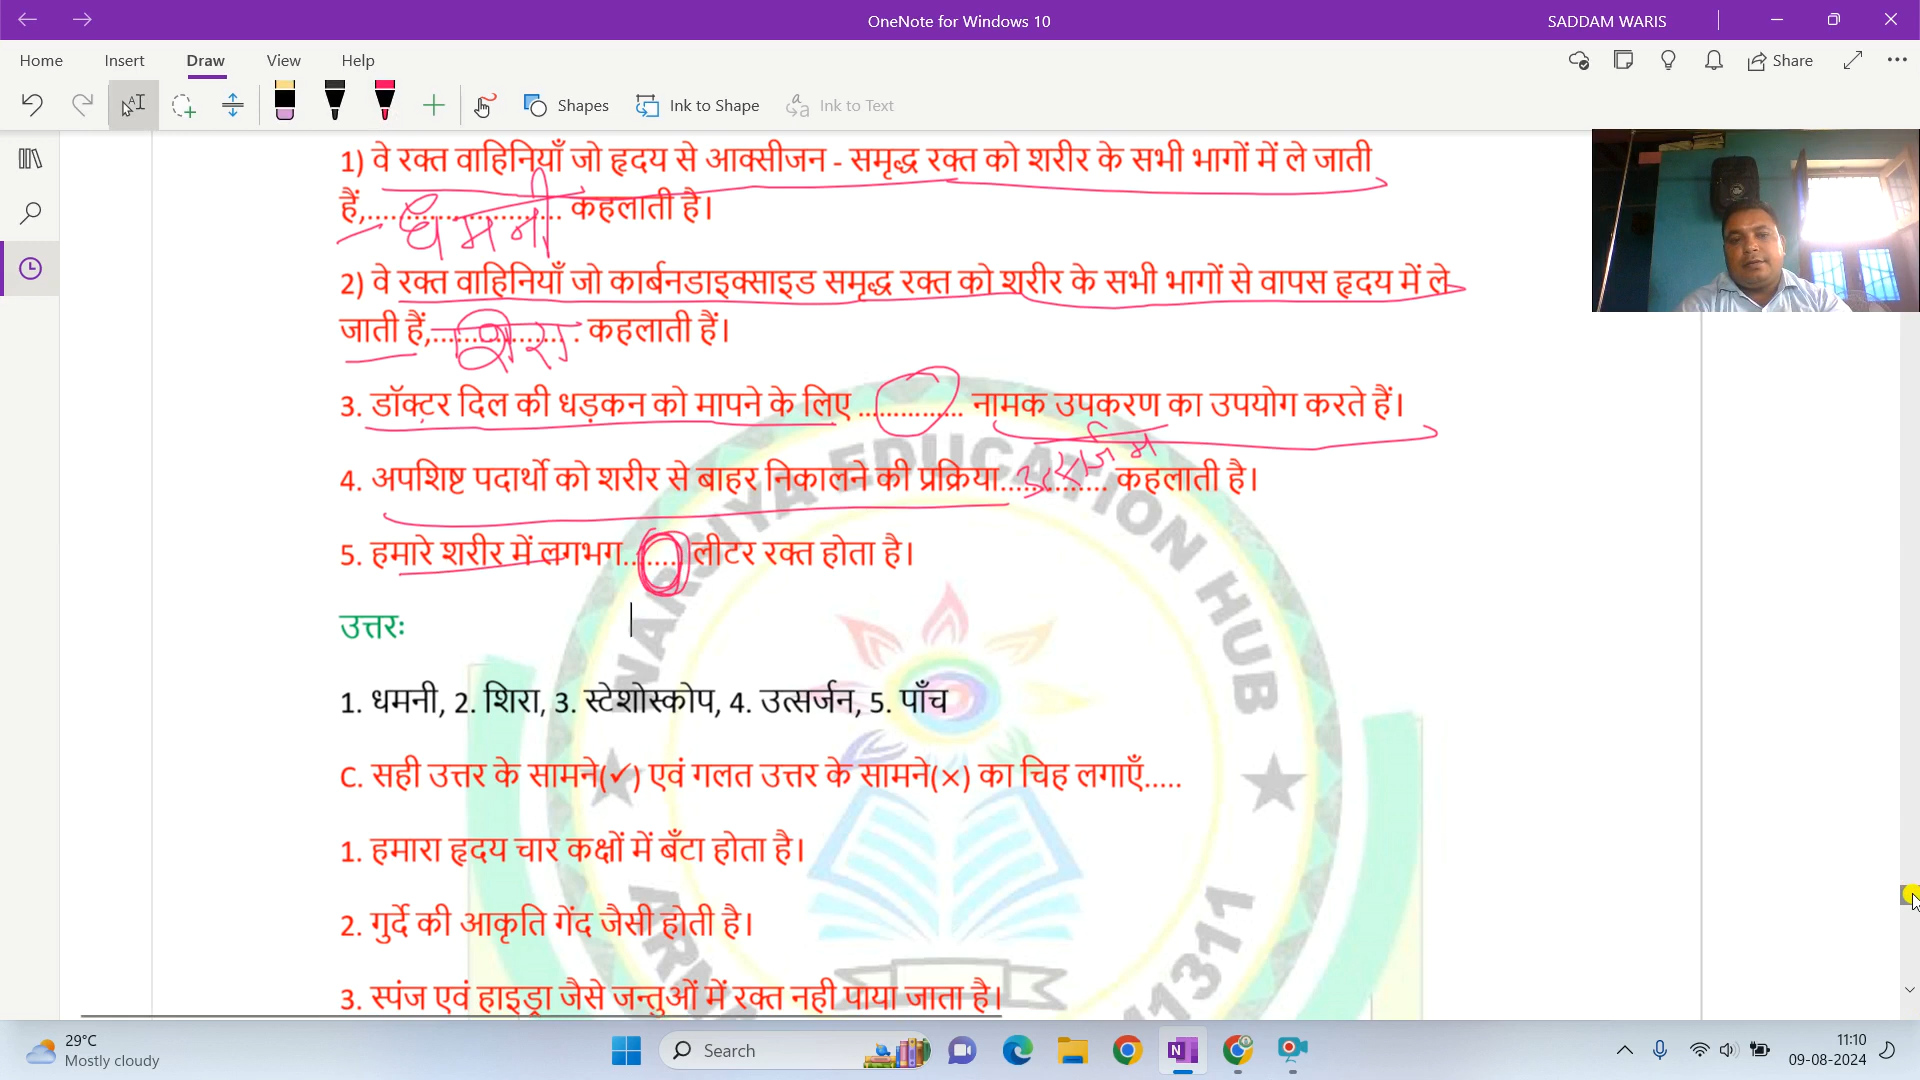 OneNote for Windows 10
SADDAM WARIS
Home Insert Draw View Help
Share
Shapes Ink to Shape Ink to Text
1) वे रक्त वाहिनियाँ जो हृदय से आक्सीजन - समृद्ध रक्त को शरीर के सभी भागों में ले जाती
हैं,......................... कहलाती है।
धमनी
2) वे रक्त वाहिनियाँ जो कार्बनडाइक्साइड समृद्ध रक्त को शरीर के सभी भागों से वापस हृदय में ले
जाती हैं,................... कहलाती हैं।
शिरा
3. डॉक्टर दिल की धड़कन को मापने के लिए ............... नामक उपकरण का उपयोग करते हैं।
4. अपशिष्ट पदार्थो को शरीर से बाहर निकालने की प्रक्रिया............... कहलाती है।
5. हमारे शरीर में लगभग......... लीटर रक्त होता है।
उत्तरः
1. धमनी, 2. शिरा, 3. स्टेशोस्कोप, 4. उत्सर्जन, 5. पाँच
C. सही उत्तर के सामने(✓) एवं गलत उत्तर के सामने(×) का चिह लगाएँ.....
1. हमारा हृदय चार कक्षों में बँटा होता है।
2. गुर्दे की आकृति गेंद जैसी होती है।
3. स्पंज एवं हाइड्रा जैसे जन्तुओं में रक्त नही पाया जाता है।
NARSIYA EDUCATION HUB
11311
29°C
Mostly cloudy
Search
11:10
09-08-2024